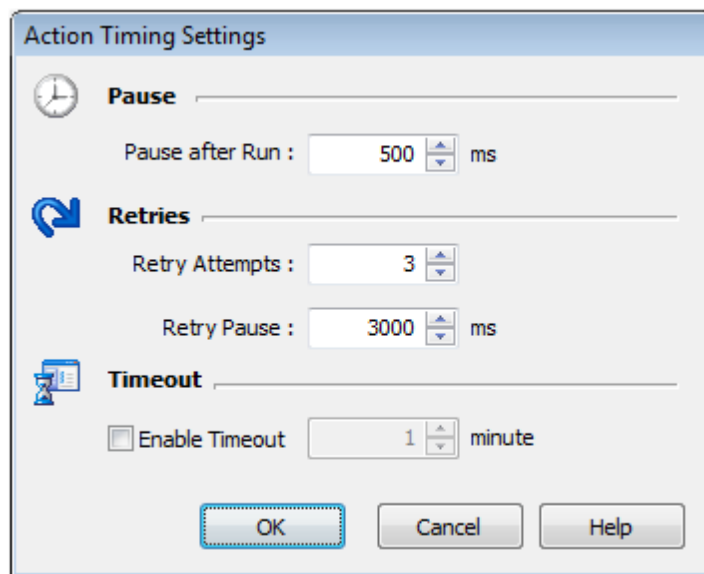 Action Timing Settings
Pause
Pause after Run : 500 ms
Retries
Retry Attempts : 3
Retry Pause : 3000 ms
Timeout
Enable Timeout 1 minute
OK Cancel Help